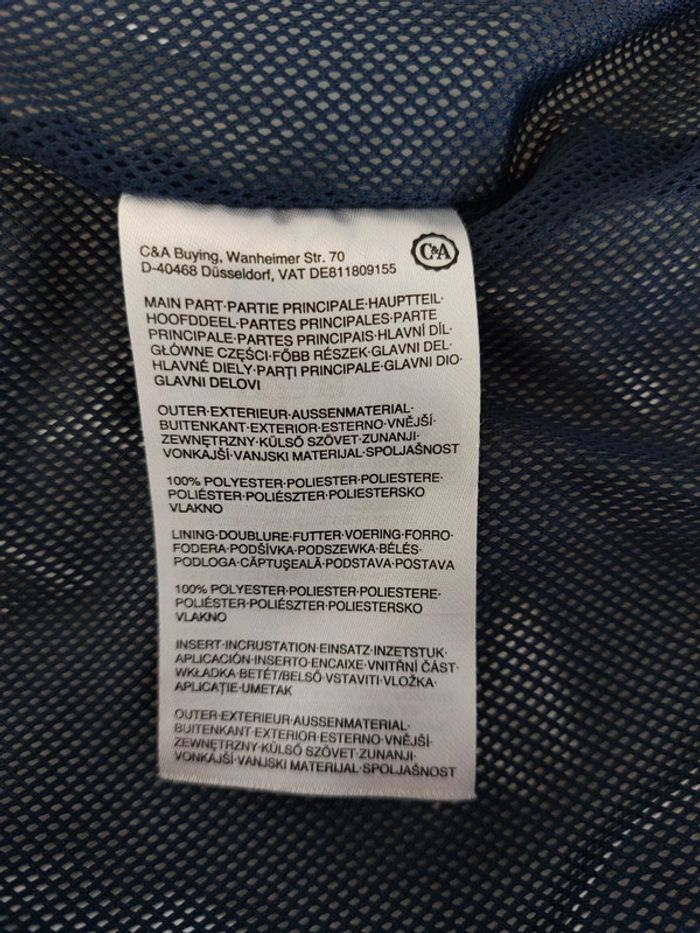 C&A Buying, Wanheimer Str. 70
D-40468 Düsseldorf, VAT DE811809155
C&A
MAIN PART·PARTIE PRINCIPALE·HAUPTTEIL·
HOOFDDEEL·PARTES PRINCIPALES·PARTE
PRINCIPALE·PARTES PRINCIPAIS·HLAVNÍ DÍL·
GŁÓWNE CZĘŚCI·FŐBB RÉSZEK·GLAVNI DEL·
HLAVNÉ DIELY·PARȚI PRINCIPALE·GLAVNI DIO·
GLAVNI DELOVI
OUTER·EXTERIEUR·AUSSENMATERIAL·
BUITENKANT·EXTERIOR·ESTERNO·VNĚJŠÍ·
ZEWNĘTRZNY·KÜLSŐ SZÖVET·ZUNANJI·
VONKAJŠÍ·VANJSKI MATERIJAL·SPOLJAŠNOST
100% POLYESTER·POLIESTER·POLIESTERE·
POLIÉSTER·POLIÉSZTER·POLIESTERSKO
VLAKNO
LINING·DOUBLURE·FUTTER·VOERING·FORRO·
FODERA·PODŠÍVKA·PODSZEWKA·BÉLÉS·
PODLOGA·CĂPTUȘEALĂ·PODSTAVA·POSTAVA
100% POLYESTER·POLIESTER·POLIESTERE·
POLIÉSTER·POLIÉSZTER·POLIESTERSKO
VLAKNO
INSERT·INCRUSTATION·EINSATZ·INZETSTUK·
APLICACIÓN·INSERTO·ENCAIXE·VNITŘNÍ ČÁST·
WKŁADKA·BETÉT/BELSŐ·VSTAVITI·VLOŽKA·
APLICAȚIE·UMETAK
OUTER·EXTERIEUR·AUSSENMATERIAL·
BUITENKANT·EXTERIOR·ESTERNO·VNĚJŠÍ·
ZEWNĘTRZNY·KÜLSŐ SZÖVET·ZUNANJI·
VONKAJŠÍ·VANJSKI MATERIJAL·SPOLJAŠNOST